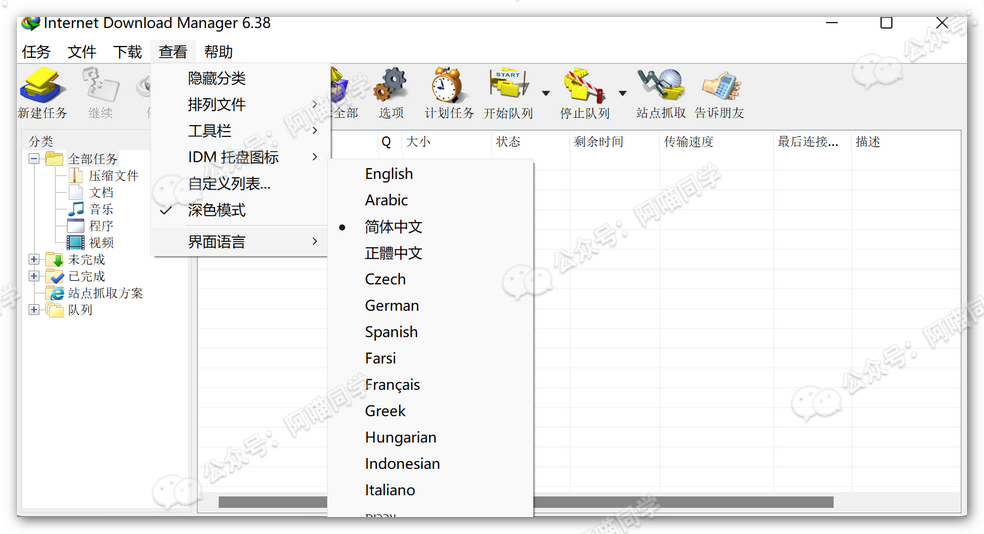 Internet Download Manager 6.38
任务 文件 下载 查看 帮助
新建任务 继续 全部 选项 计划任务 开始队列 停止队列 站点抓取 告诉朋友
START
隐藏分类
排列文件
工具栏
IDM 托盘图标
自定义列表...
深色模式
界面语言
English
Arabic
简体中文
正體中文
Czech
German
Spanish
Farsi
Français
Greek
Hungarian
Indonesian
Italiano
分类
全部任务
压缩文件
文档
音乐
程序
视频
未完成
已完成
站点抓取方案
队列
Q 大小 状态 剩余时间 传输速度 最后连接... 描述
公众号：阿喵同学
公众号：阿喵同学
公众号：阿喵同学
公众号：阿喵同
公众号：
阿喵同学